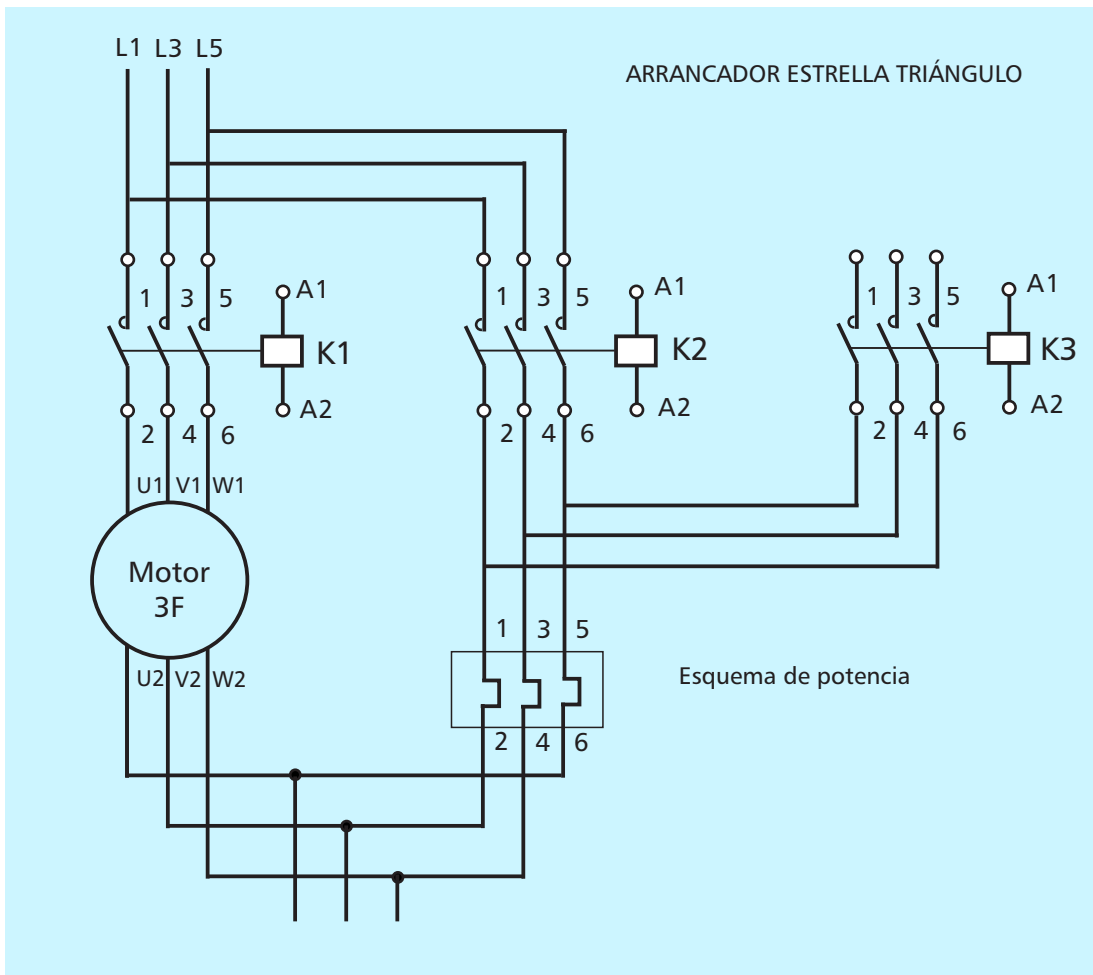 L1 L3 L5
ARRANCADOR ESTRELLA TRIÁNGULO
1 3 5 A1
K1
A2
2 4 6
1 3 5 A1
K2
A2
2 4 6
1 3 5 A1
K3
A2
2 4 6
U1 V1 W1
Motor
3F
U2 V2 W2
1 3 5
Esquema de potencia
2 4 6